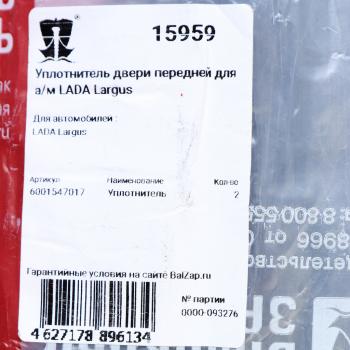 15959
Уплотнитель двери передней для
а/м LADA Largus
Для автомобилей :
LADA Largus
Артикул Наименование Кол-во
6001547017 Уплотнитель 2
Гарантийные условия на сайте BalZap.ru
№ партии
0000-093276
4 627178 896134